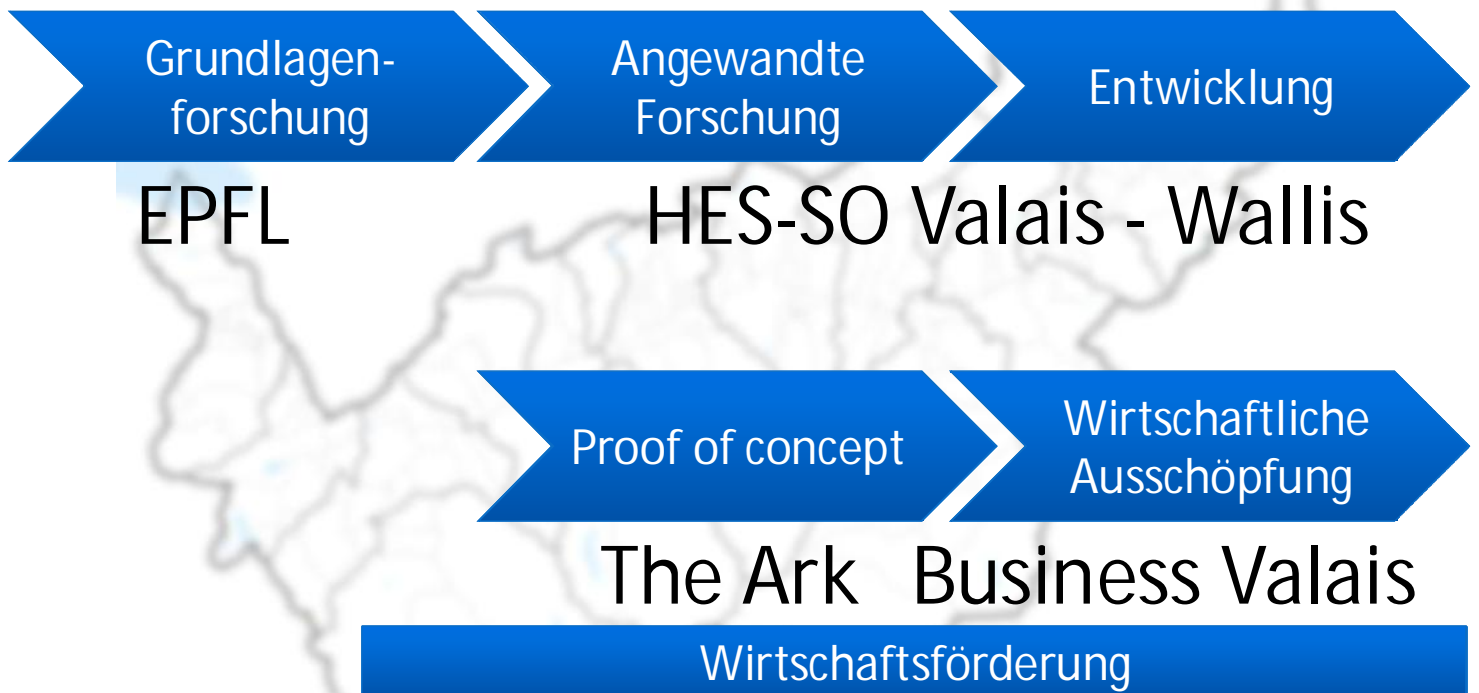 Grundlagen-
forschung
Angewandte
Forschung
Entwicklung
EPFL
HES-SO Valais - Wallis
Proof of concept
Wirtschaftliche
Ausschöpfung
The Ark
Business Valais
Wirtschaftsförderung